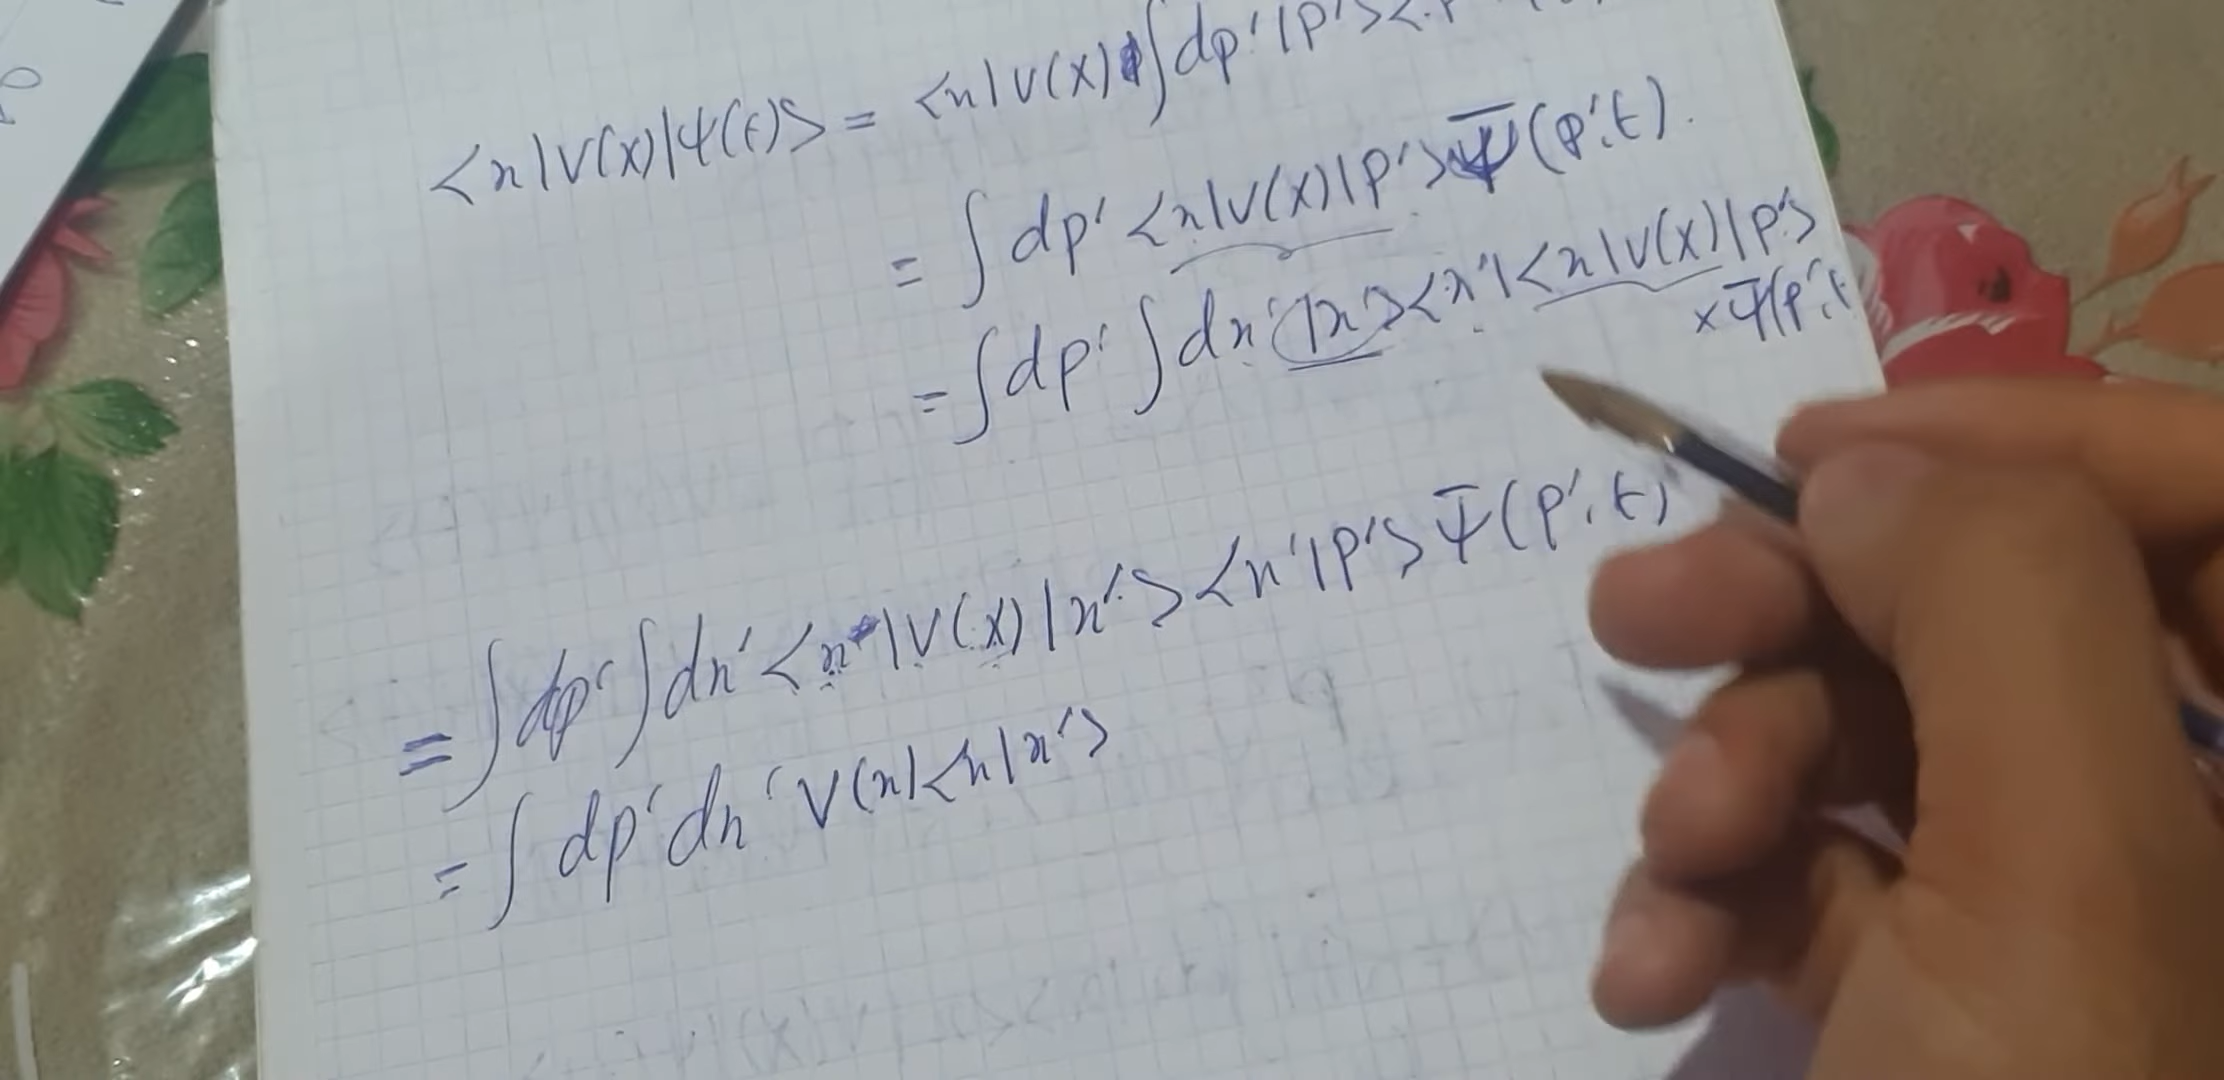 <x|V(X)|ψ(t)> = <x|V(X) ∫dp'|p'><p'
= ∫ dp' <x|V(X)|p'> Ψ̅(p',t).
= ∫dp' ∫dx' |x'><x'|<x|V(X)|p'>
× Ψ̅(p',t
= ∫dp' ∫dx' <x|V(X)|x'> <x'|p'> Ψ̅(p',t)
= ∫ dp' dx' V(x) <x|x'>